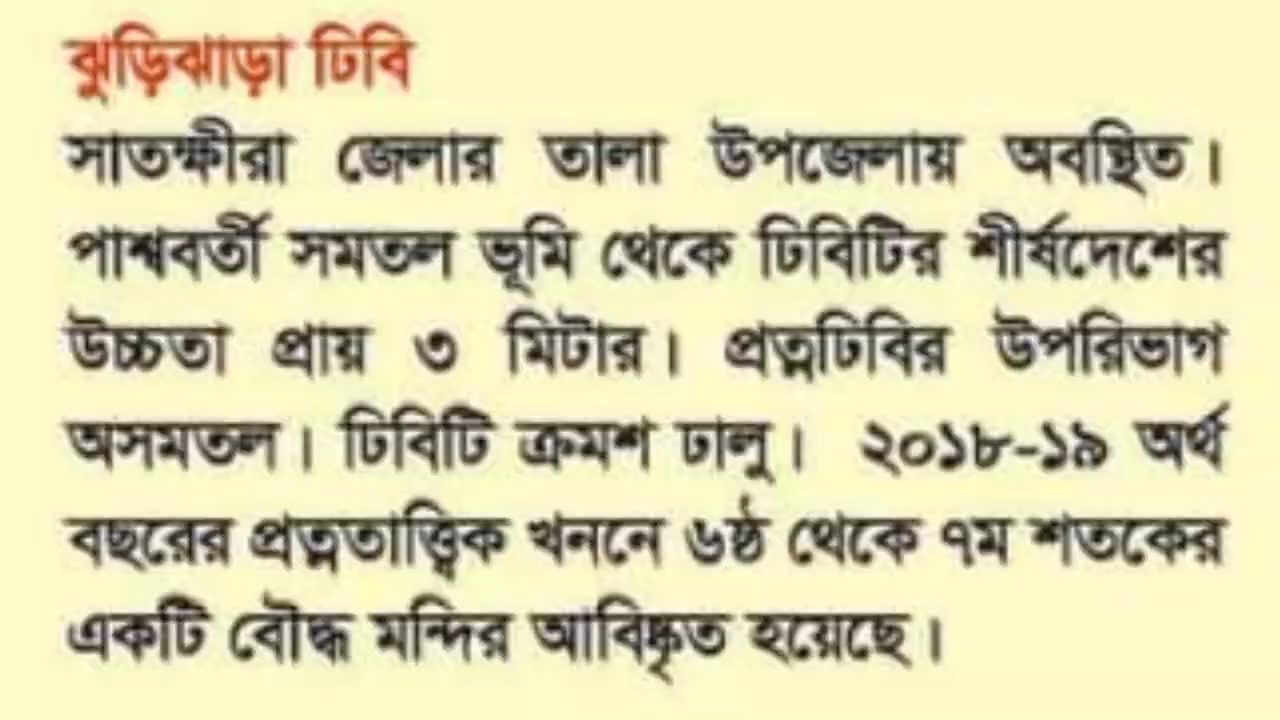 ঝুড়িঝাড়া ঢিবি
সাতক্ষীরা জেলার তালা উপজেলায় অবস্থিত।
পাশ্ববর্তী সমতল ভূমি থেকে ঢিবিটির শীর্ষদেশের
উচ্চতা প্রায় ৩ মিটার। প্রত্নঢিবির উপরিভাগ
অসমতল। ঢিবিটি ক্রমশ ঢালু। ২০১৮-১৯ অর্থ
বছরের প্রত্নতাত্ত্বিক খননে ৬ষ্ঠ থেকে ৭ম শতকের
একটি বৌদ্ধ মন্দির আবিষ্কৃত হয়েছে।